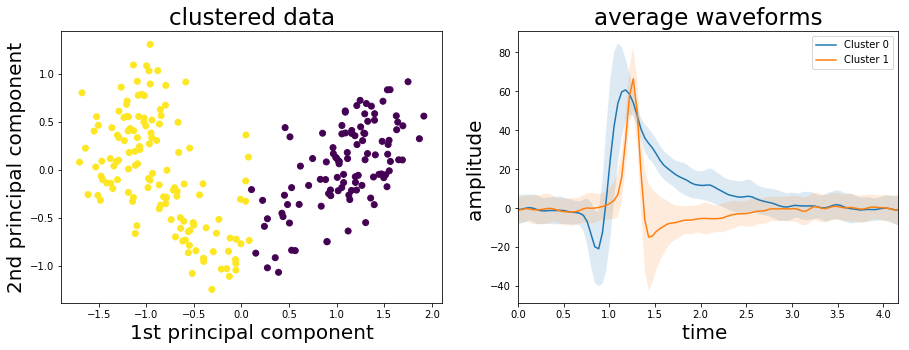 clustered data
2nd principal component
1.0
0.5
0.0
−0.5
−1.0
−1.5 −1.0 −0.5 0.0 0.5 1.0 1.5 2.0
1st principal component
average waveforms
Cluster 0
Cluster 1
amplitude
80
60
40
20
0
−20
−40
0.0 0.5 1.0 1.5 2.0 2.5 3.0 3.5 4.0
time